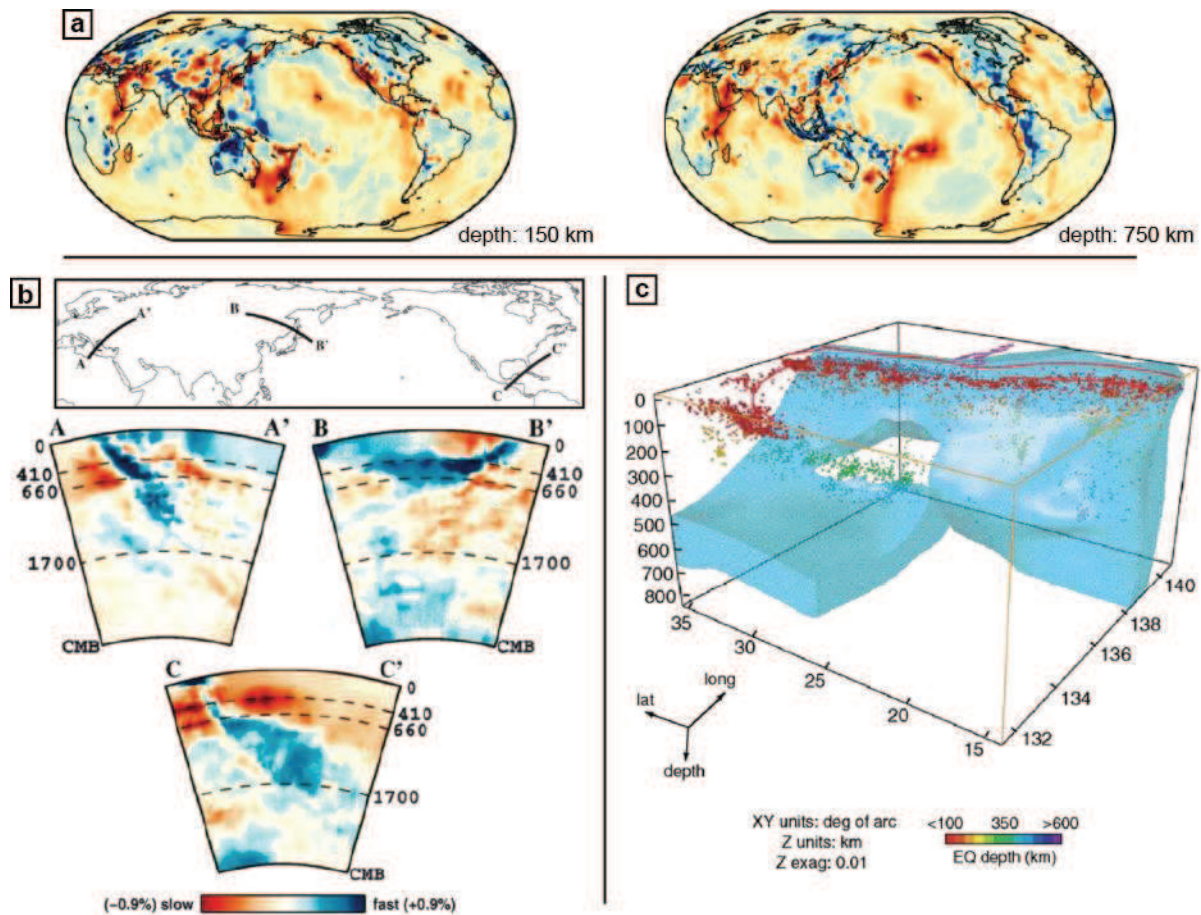 a
depth: 150 km
depth: 750 km
b
A
A'
B
B'
C
C'
A A'
0
410
660
1700
CMB
B B'
0
410
660
1700
CMB
C C'
0
410
660
1700
CMB
(-0.9%) slow fast (+0.9%)
c
0
100
200
300
400
500
600
700
800
35
30
25
20
15
132
134
136
138
140
lat
long
depth
XY units: deg of arc
Z units: km
Z exag: 0.01
<100 350 >600
EQ depth (km)